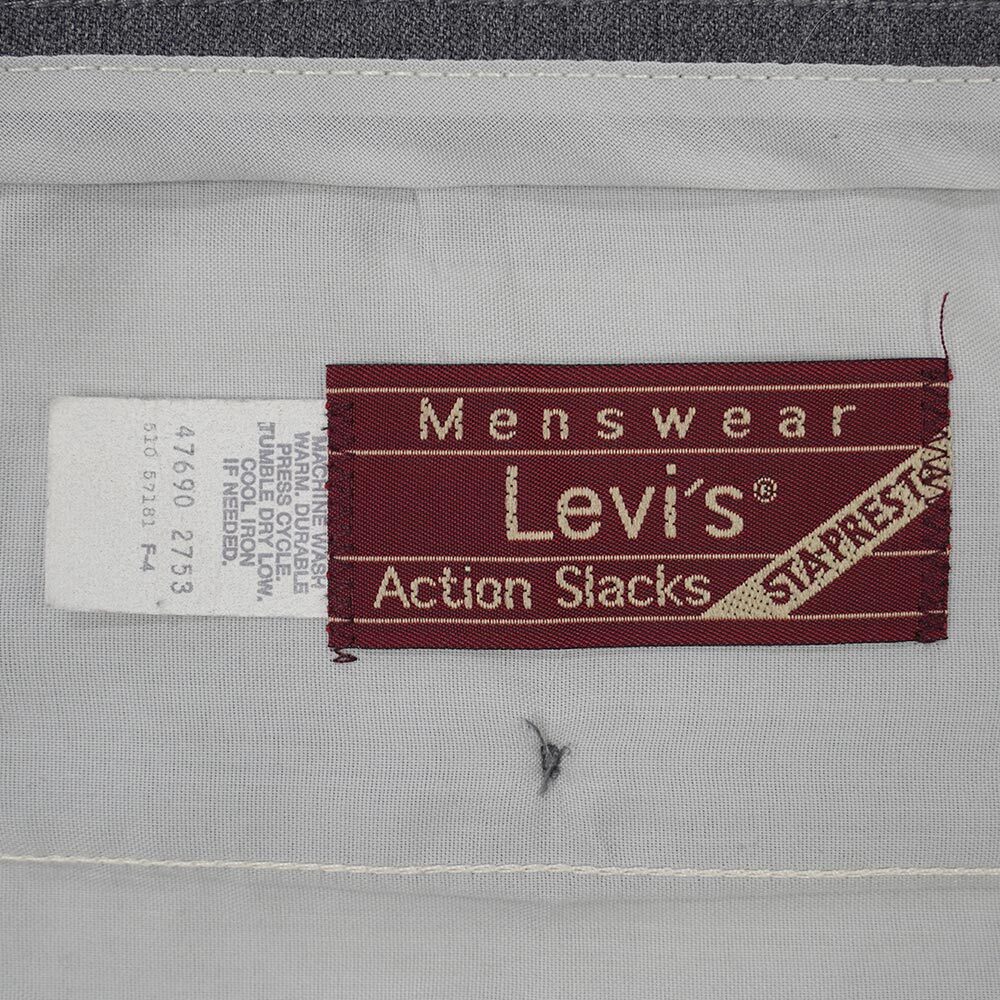 Menswear
Levi's®
Action Slacks
STA-PREST
MACHINE WASH
WARM. DURABLE
PRESS CYCLE.
TUMBLE DRY LOW.
COOL IRON
IF NEEDED.
47690 2753
510 57181 F-4